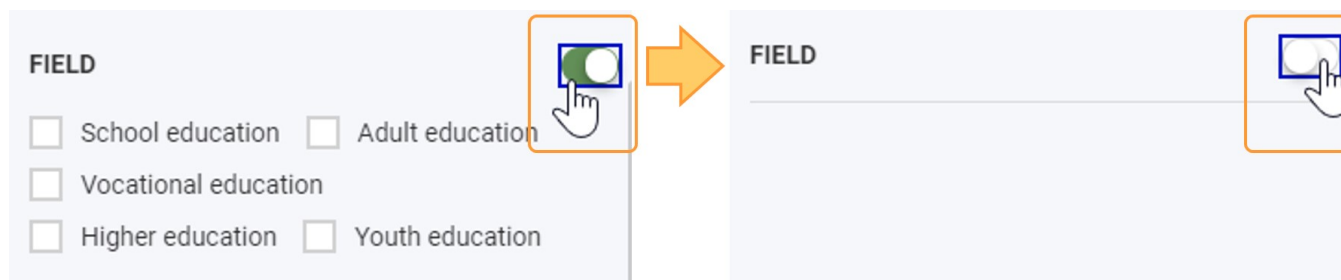 FIELD
School education
Adult education
Vocational education
Higher education
Youth education
FIELD